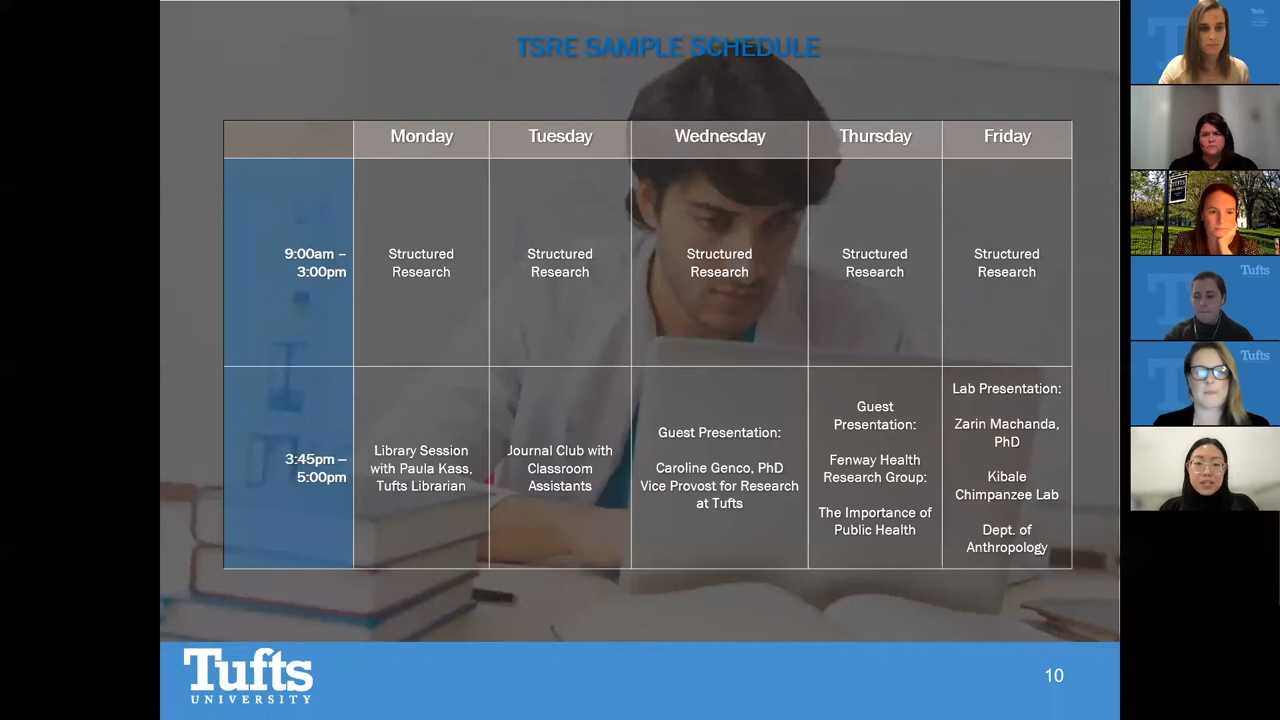 TSRE SAMPLE SCHEDULE
Monday
Tuesday
Wednesday
Thursday
Friday
9:00am –
3:00pm
Structured
Research
Structured
Research
Structured
Research
Structured
Research
Structured
Research
3:45pm –
5:00pm
Library Session
with Paula Kass,
Tufts Librarian
Journal Club with
Classroom
Assistants
Guest Presentation:
Caroline Genco, PhD
Vice Provost for Research
at Tufts
Guest
Presentation:
Fenway Health
Research Group:
The Importance of
Public Health
Lab Presentation:
Zarin Machanda,
PhD
Kibale
Chimpanzee Lab
Dept. of
Anthropology
Tufts
UNIVERSITY
10
Tufts
TUFTS
Tufts
Tufts